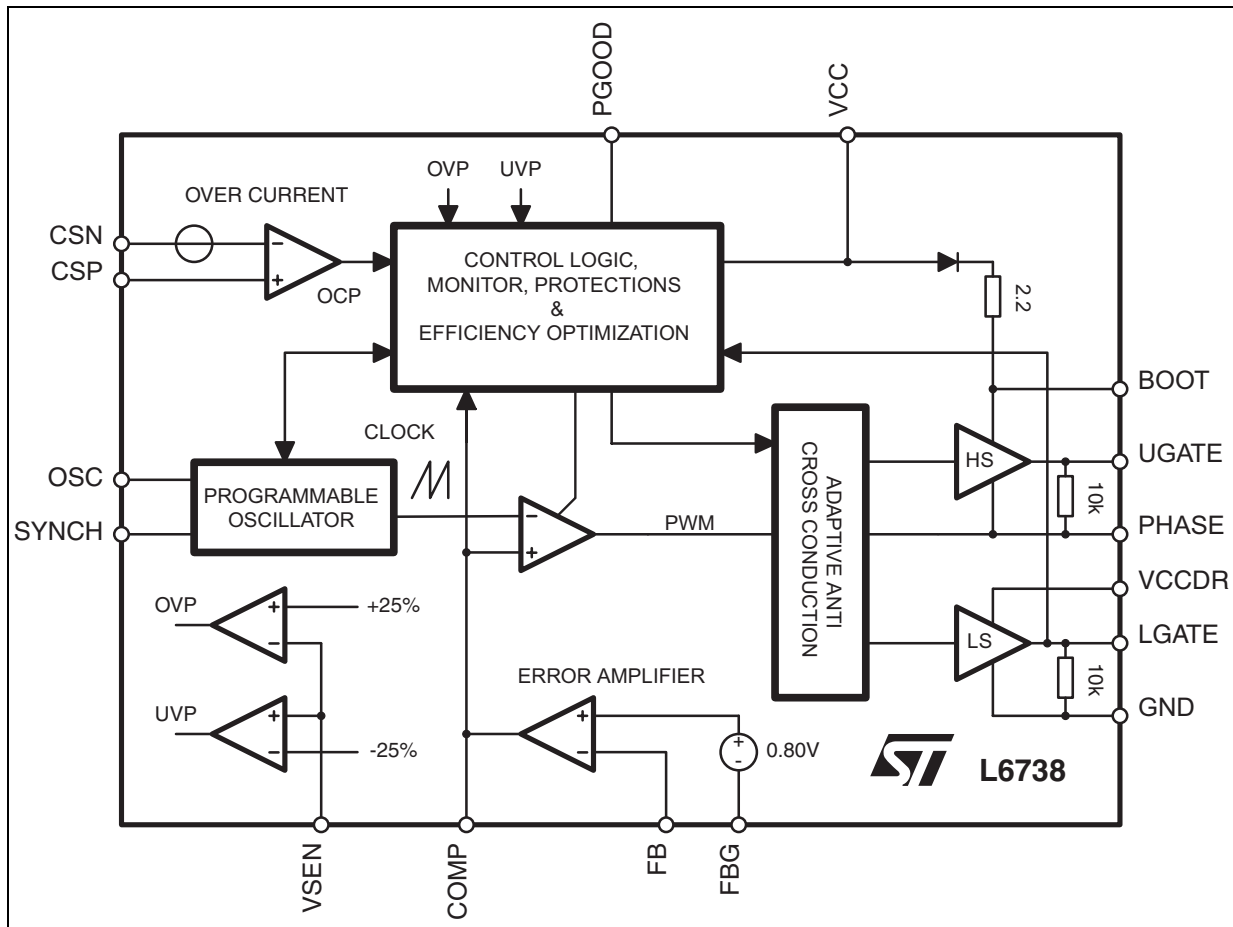 PGOOD
VCC
OVP
UVP
OVER CURRENT
CSN
CSP
-
+
OCP
CONTROL LOGIC,
MONITOR, PROTECTIONS
&
EFFICIENCY OPTIMIZATION
2.2
BOOT
CLOCK
OSC
SYNCH
PROGRAMMABLE
OSCILLATOR
-
+
PWM
ADAPTIVE ANTI
CROSS CONDUCTION
HS
UGATE
10k
PHASE
VCCDR
LS
LGATE
10k
GND
OVP
+
-
+25%
UVP
+
-
-25%
ERROR AMPLIFIER
+
-
+
-
0.80V
ST
L6738
VSEN
COMP
FB
FBG